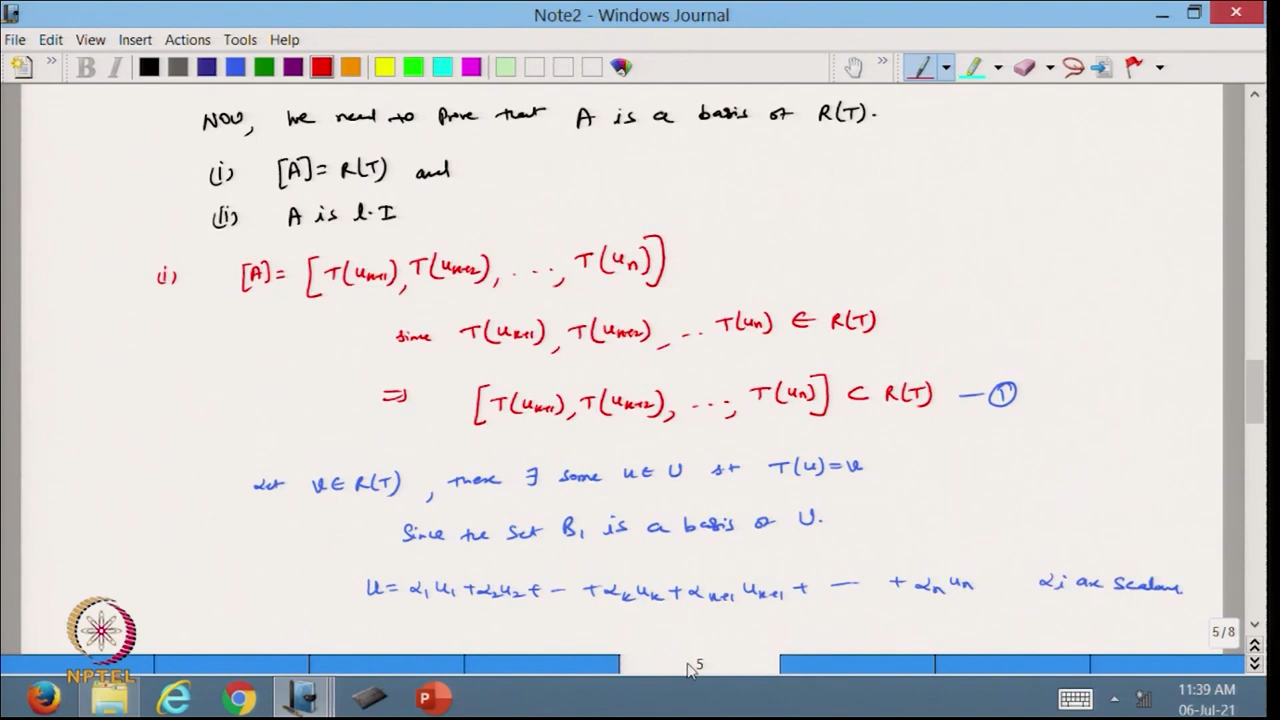 Note2 - Windows Journal
File Edit View Insert Actions Tools Help
Now, we need to prove that A is a basis of R(T).
(i) [A]= R(T) and
(ii) A is l.I
(i) [A]= [T(uₖ₊₁), T(uₖ₊₂), ..., T(uₙ)]
since T(uₖ₊₁), T(uₖ₊₂), .. T(uₙ) ∈ R(T)
⇒ [T(uₖ₊₁), T(uₖ₊₂), ..., T(uₙ)] ⊂ R(T) — ①
Let v ∈ R(T), there ∃ some u ∈ U st T(u)=v
Since the set B₁ is a basis of U.
u = α₁u₁ + α₂u₂ + - + αₖuₖ + αₖ₊₁ uₖ₊₁ + — + αₙuₙ αi are scalars
5/8
5
NPTEL
11:39 AM
06-Jul-21